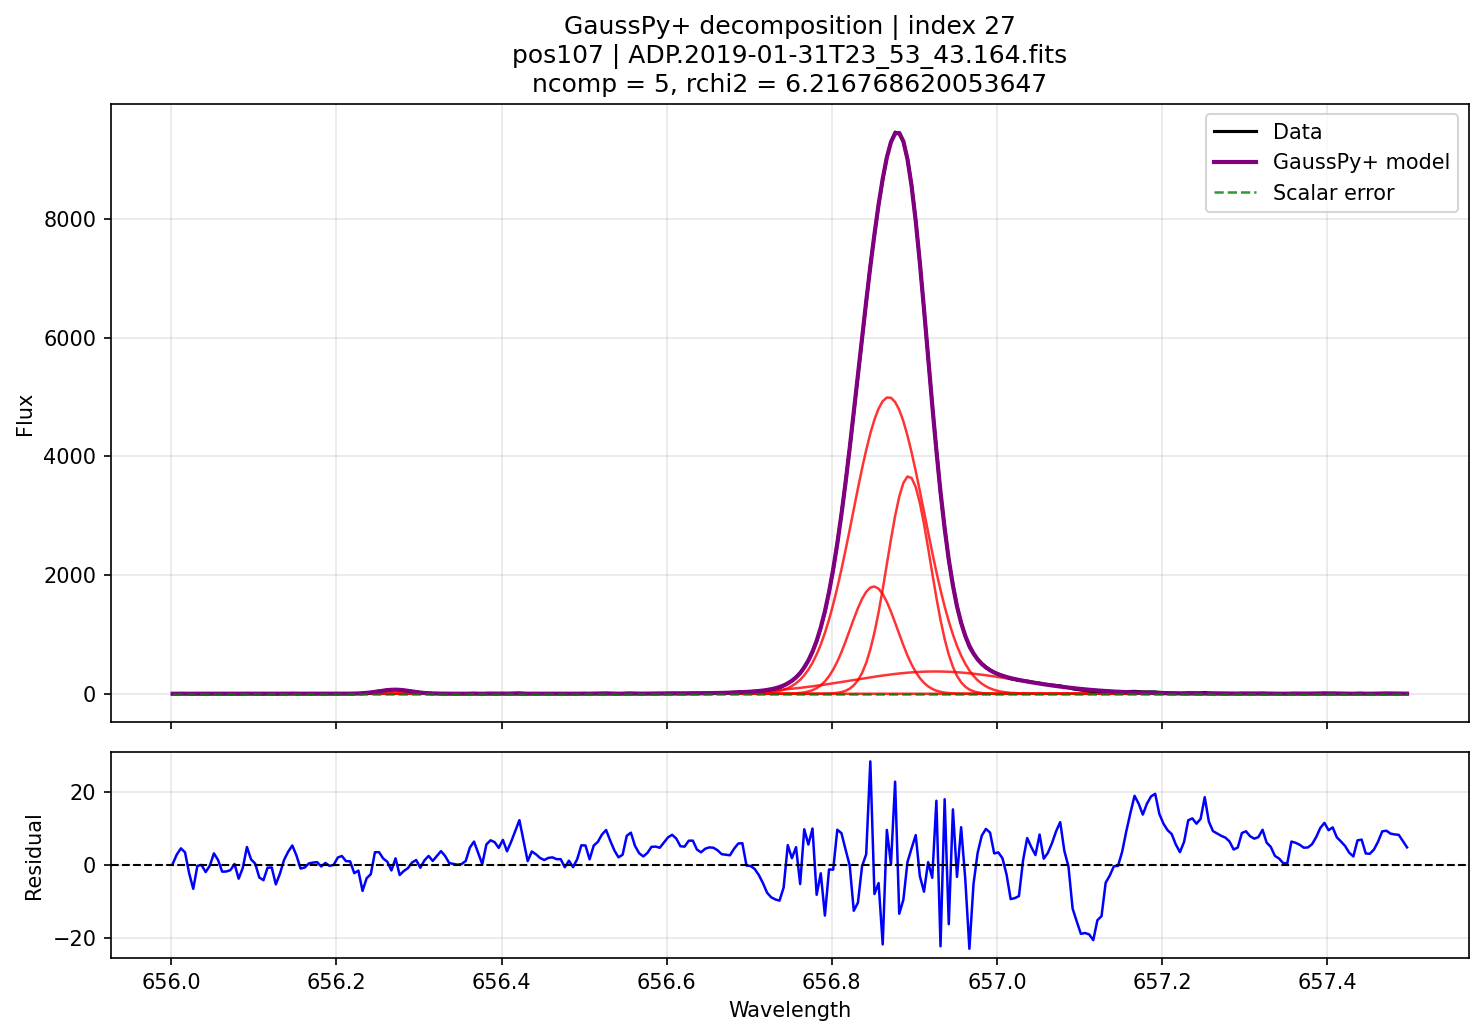 GaussPy+ decomposition | index 27
pos107 | ADP.2019-01-31T23_53_43.164.fits
ncomp = 5, rchi2 = 6.216768620053647
Data
GaussPy+ model
Scalar error
Flux
8000
6000
4000
2000
0
Residual
20
0
−20
656.0 656.2 656.4 656.6 656.8 657.0 657.2 657.4
Wavelength